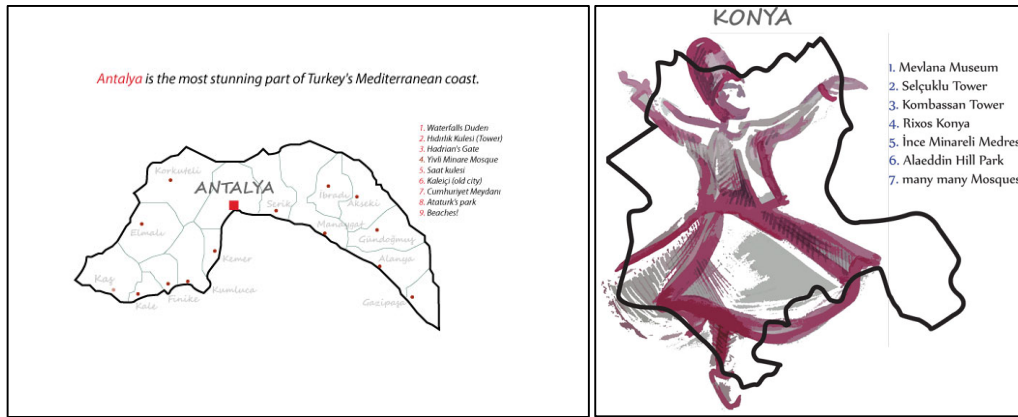 Antalya is the most stunning part of Turkey's Mediterranean coast.
1. Waterfalls Duden
2. Hıdırlık Kulesi (Tower)
3. Hadrian's Gate
4. Yivli Minare Mosque
5. Saat kulesi
6. Kaleiçi (old city)
7. Cumhuriyet Meydanı
8. Ataturk's park
9. Beaches!
Korkuteli
ANTALYA
Serik
İbradı
Akseki
Elmalı
Manavgat
Gündoğmuş
Kemer
Alanya
Kaş
Kale
Finike
Kumluca
Gazipaşa
KONYA
1. Mevlana Museum
2. Selçuklu Tower
3. Kombassan Tower
4. Rixos Konya
5. İnce Minareli Medres
6. Alaeddin Hill Park
7. many many Mosques